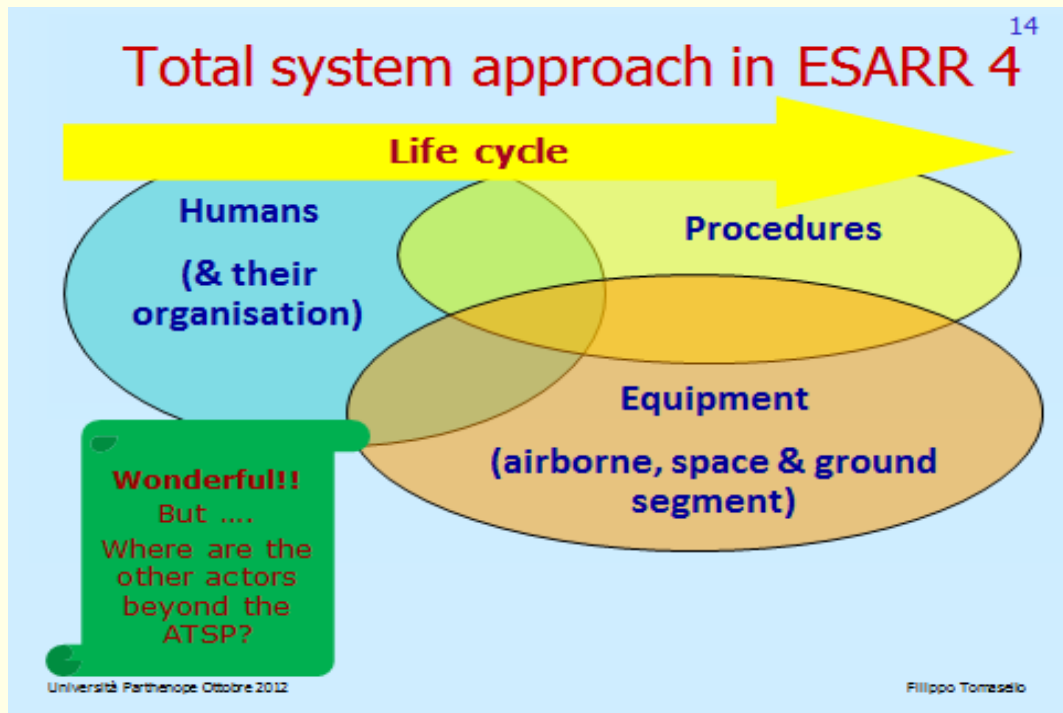 14
Total system approach in ESARR 4
Life cycle
Humans
(& their
organisation)
Procedures
Equipment
(airborne, space & ground
segment)
Wonderful!!
But ....
Where are the
other actors
beyond the
ATSP?
Università Parthenope Ottobre 2012
Filippo Tomasello